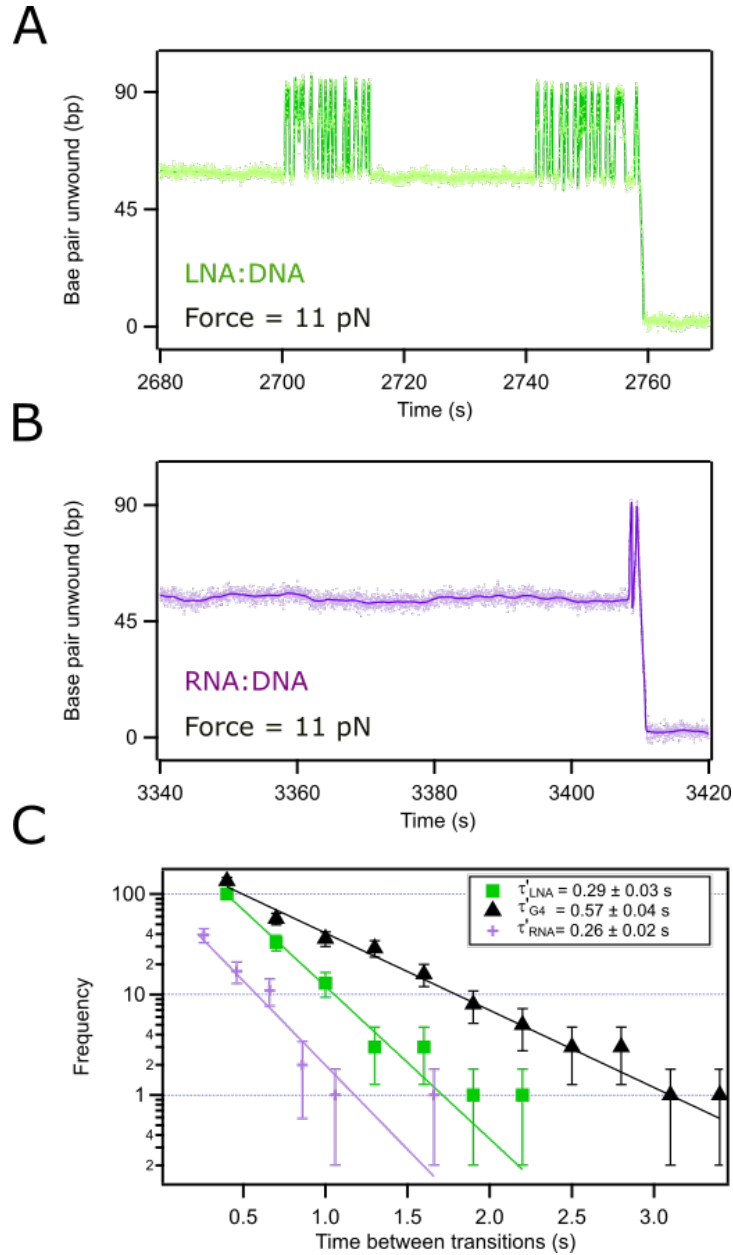 A
Bae pair unwound (bp)
90
45
0
LNA:DNA
Force = 11 pN
2680 2700 2720 2740 2760
Time (s)
B
Base pair unwound (bp)
90
45
0
RNA:DNA
Force = 11 pN
3340 3360 3380 3400 3420
Time (s)
C
Frequency
100
4
2
10
4
2
1
4
2
τ'LNA = 0.29 ± 0.03 s
τ'G4 = 0.57 ± 0.04 s
τ'RNA= 0.26 ± 0.02 s
0.5 1.0 1.5 2.0 2.5 3.0
Time between transitions (s)